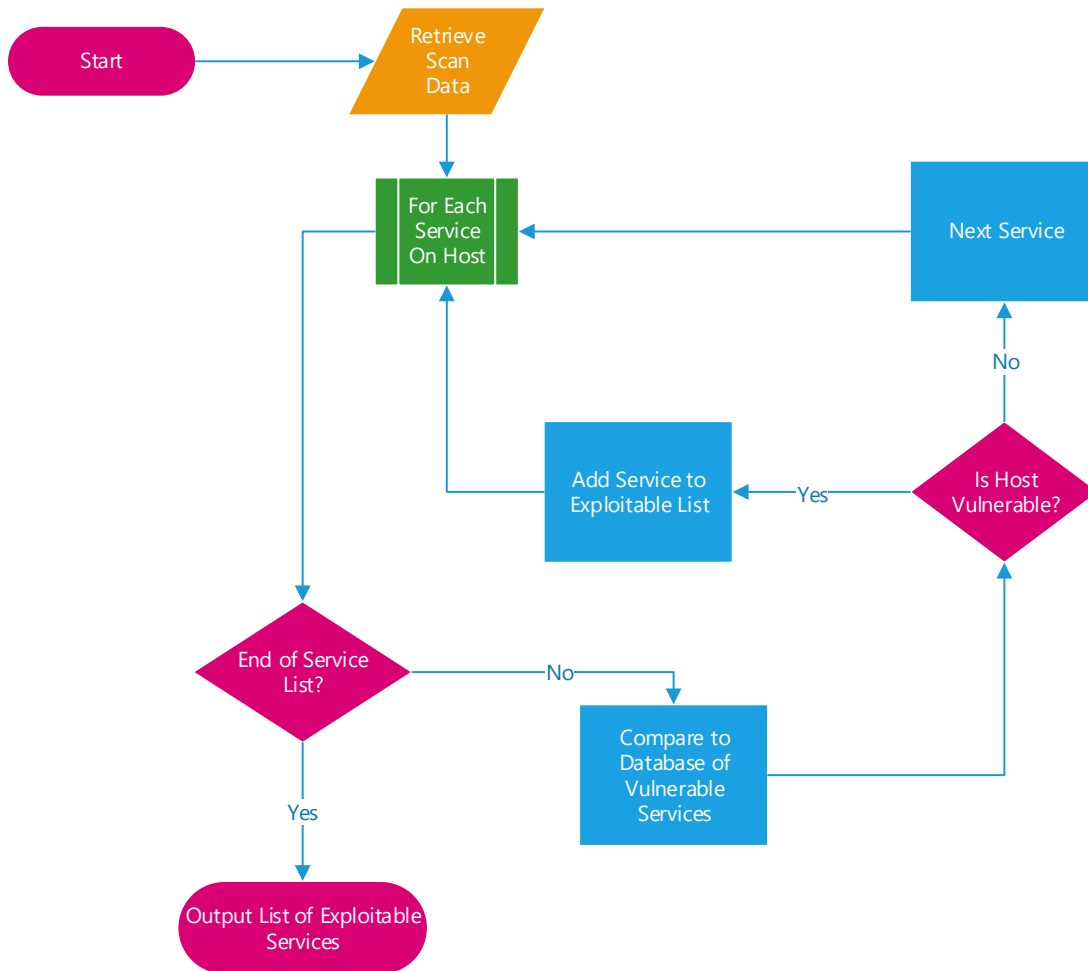 Start
Retrieve
Scan
Data
For Each
Service
On Host
Next Service
No
Add Service to
Exploitable List
Yes
Is Host
Vulnerable?
End of Service
List?
No
Compare to
Database of
Vulnerable
Services
Yes
Output List of Exploitable
Services